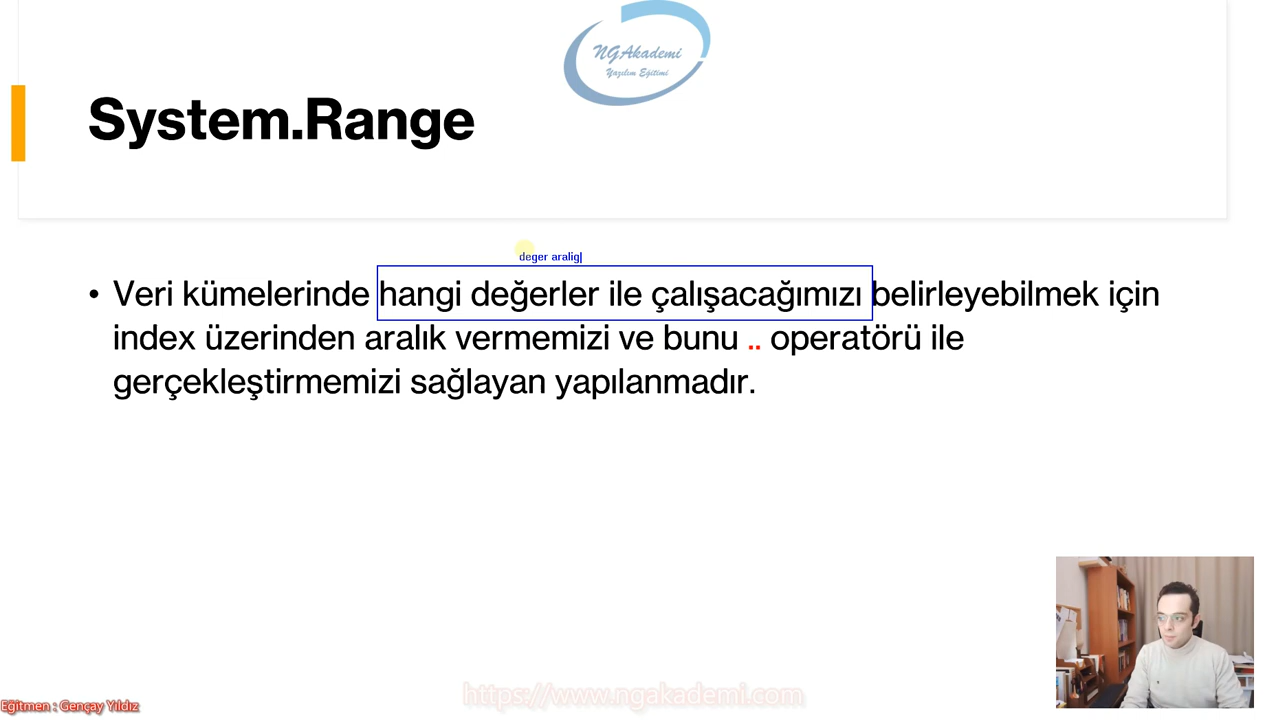 NGAkademi
Yazılım Eğitimi
System.Range
deger aralig
• Veri kümelerinde hangi değerler ile çalışacağımızı belirleyebilmek için
index üzerinden aralık vermemizi ve bunu .. operatörü ile
gerçekleştirmemizi sağlayan yapılanmadır.
Eğitmen : Gençay Yıldız
https://www.ngakademi.com